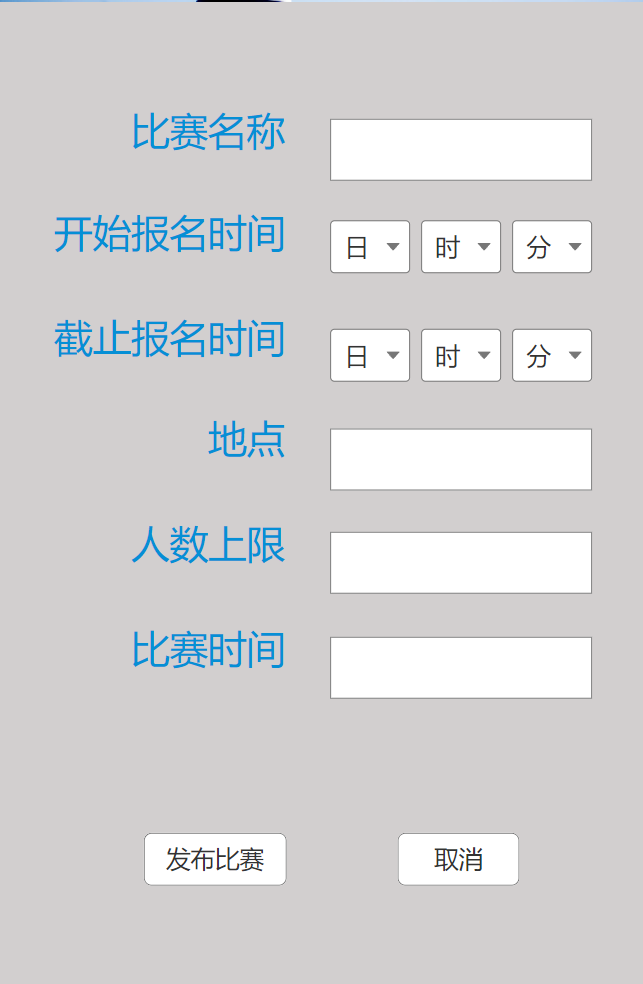 比赛名称
开始报名时间 日 时 分
截止报名时间 日 时 分
地点
人数上限
比赛时间
发布比赛 取消